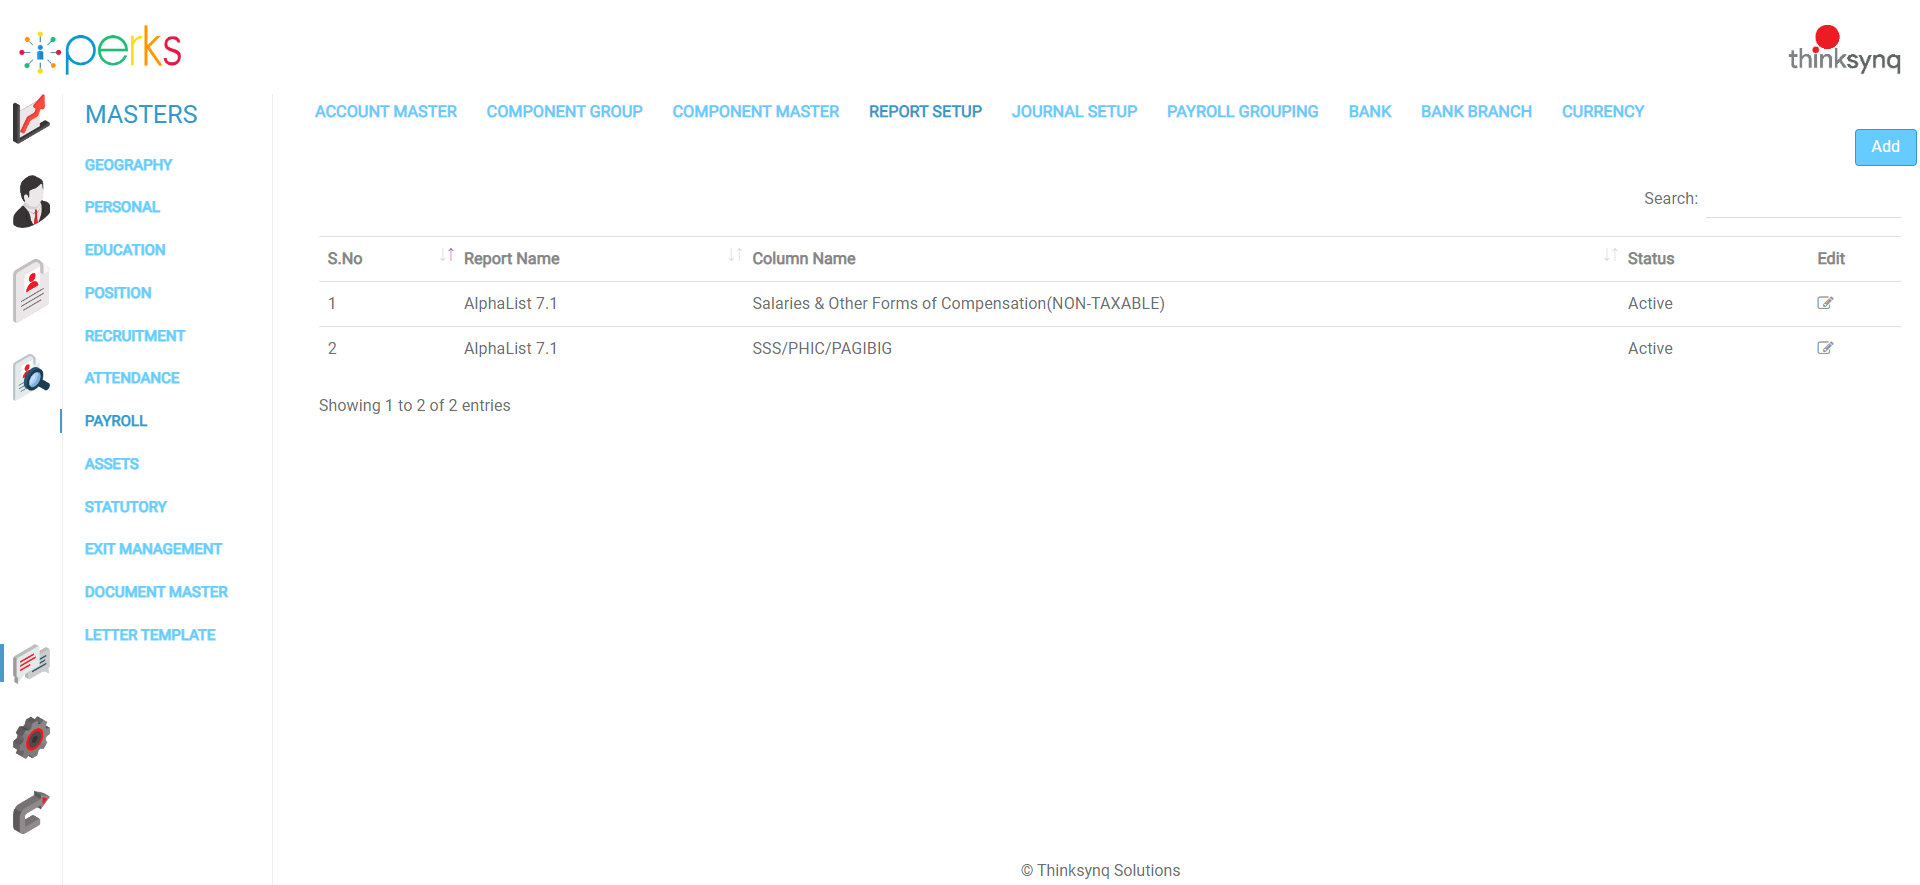 perks
thinksynq
MASTERS
GEOGRAPHY
PERSONAL
EDUCATION
POSITION
RECRUITMENT
ATTENDANCE
PAYROLL
ASSETS
STATUTORY
EXIT MANAGEMENT
DOCUMENT MASTER
LETTER TEMPLATE
ACCOUNT MASTER COMPONENT GROUP COMPONENT MASTER REPORT SETUP JOURNAL SETUP PAYROLL GROUPING BANK BANK BRANCH CURRENCY
Add
Search:
S.No Report Name Column Name Status Edit
1 AlphaList 7.1 Salaries & Other Forms of Compensation(NON-TAXABLE) Active
2 AlphaList 7.1 SSS/PHIC/PAGIBIG Active
Showing 1 to 2 of 2 entries
© Thinksynq Solutions